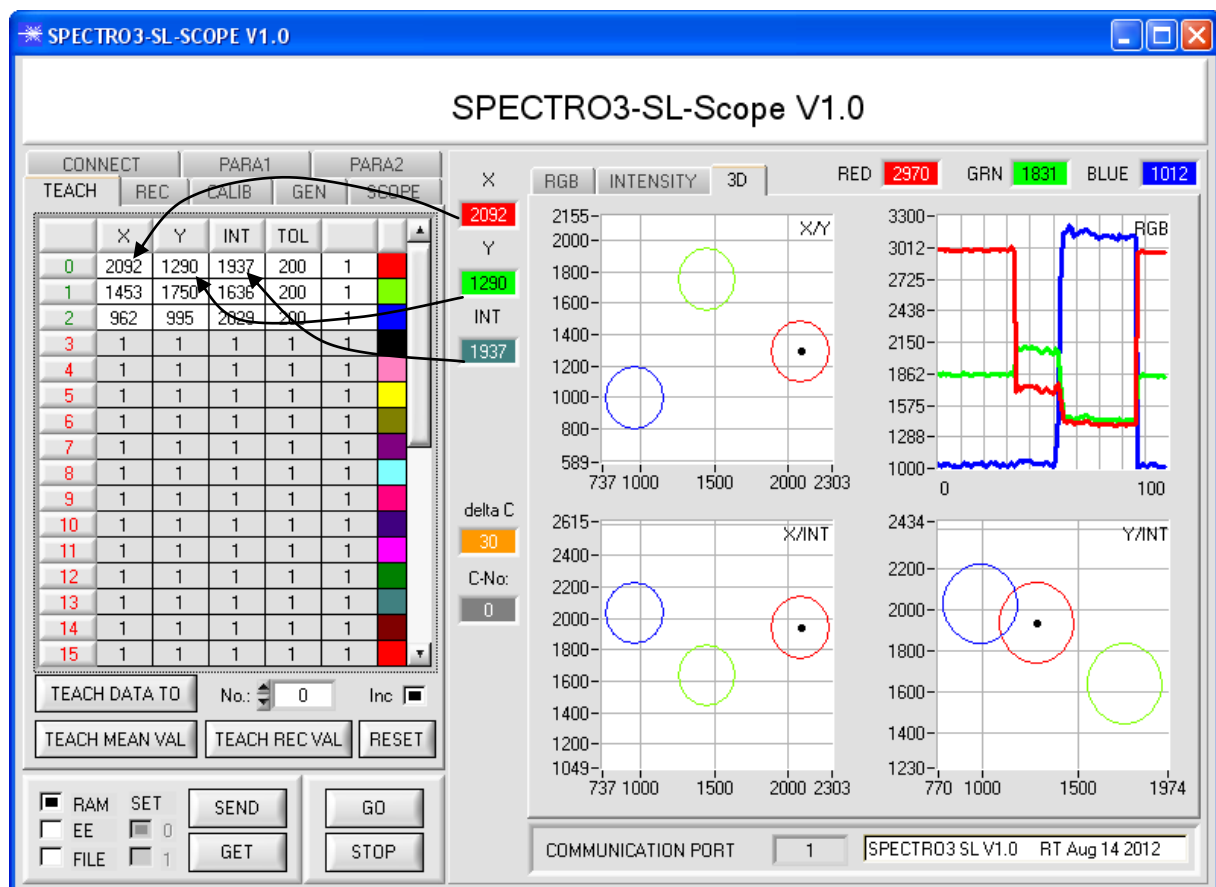 SPECTRO3-SL-SCOPE V1.0
SPECTRO3-SL-Scope V1.0
CONNECT PARA1 PARA2
TEACH REC CALIB GEN SCOPE
X Y INT TOL
0 2092 1290 1937 200 1
1 1453 1750 1636 200 1
2 962 995 2029 200 1
3 1 1 1 1 1
4 1 1 1 1 1
5 1 1 1 1 1
6 1 1 1 1 1
7 1 1 1 1 1
8 1 1 1 1 1
9 1 1 1 1 1
10 1 1 1 1 1
11 1 1 1 1 1
12 1 1 1 1 1
13 1 1 1 1 1
14 1 1 1 1 1
15 1 1 1 1 1
TEACH DATA TO No.: 0 Inc
TEACH MEAN VAL TEACH REC VAL RESET
RAM SET SEND GO
EE 0
FILE 1 GET STOP
X
2092
Y
1290
INT
1937
delta C
30
C-No:
0
RGB INTENSITY 3D
RED 2970 GRN 1831 BLUE 1012
X/Y
2155
2000
1800
1600
1400
1200
1000
800
589
737 1000 1500 2000 2303
RGB
3300
3012
2725
2438
2150
1862
1575
1288
1000
0 100
X/INT
2615
2400
2200
2000
1800
1600
1400
1200
1049
737 1000 1500 2000 2303
Y/INT
2434
2200
2000
1800
1600
1400
1230
770 1000 1500 1974
COMMUNICATION PORT 1 SPECTRO3 SL V1.0 RT Aug 14 2012